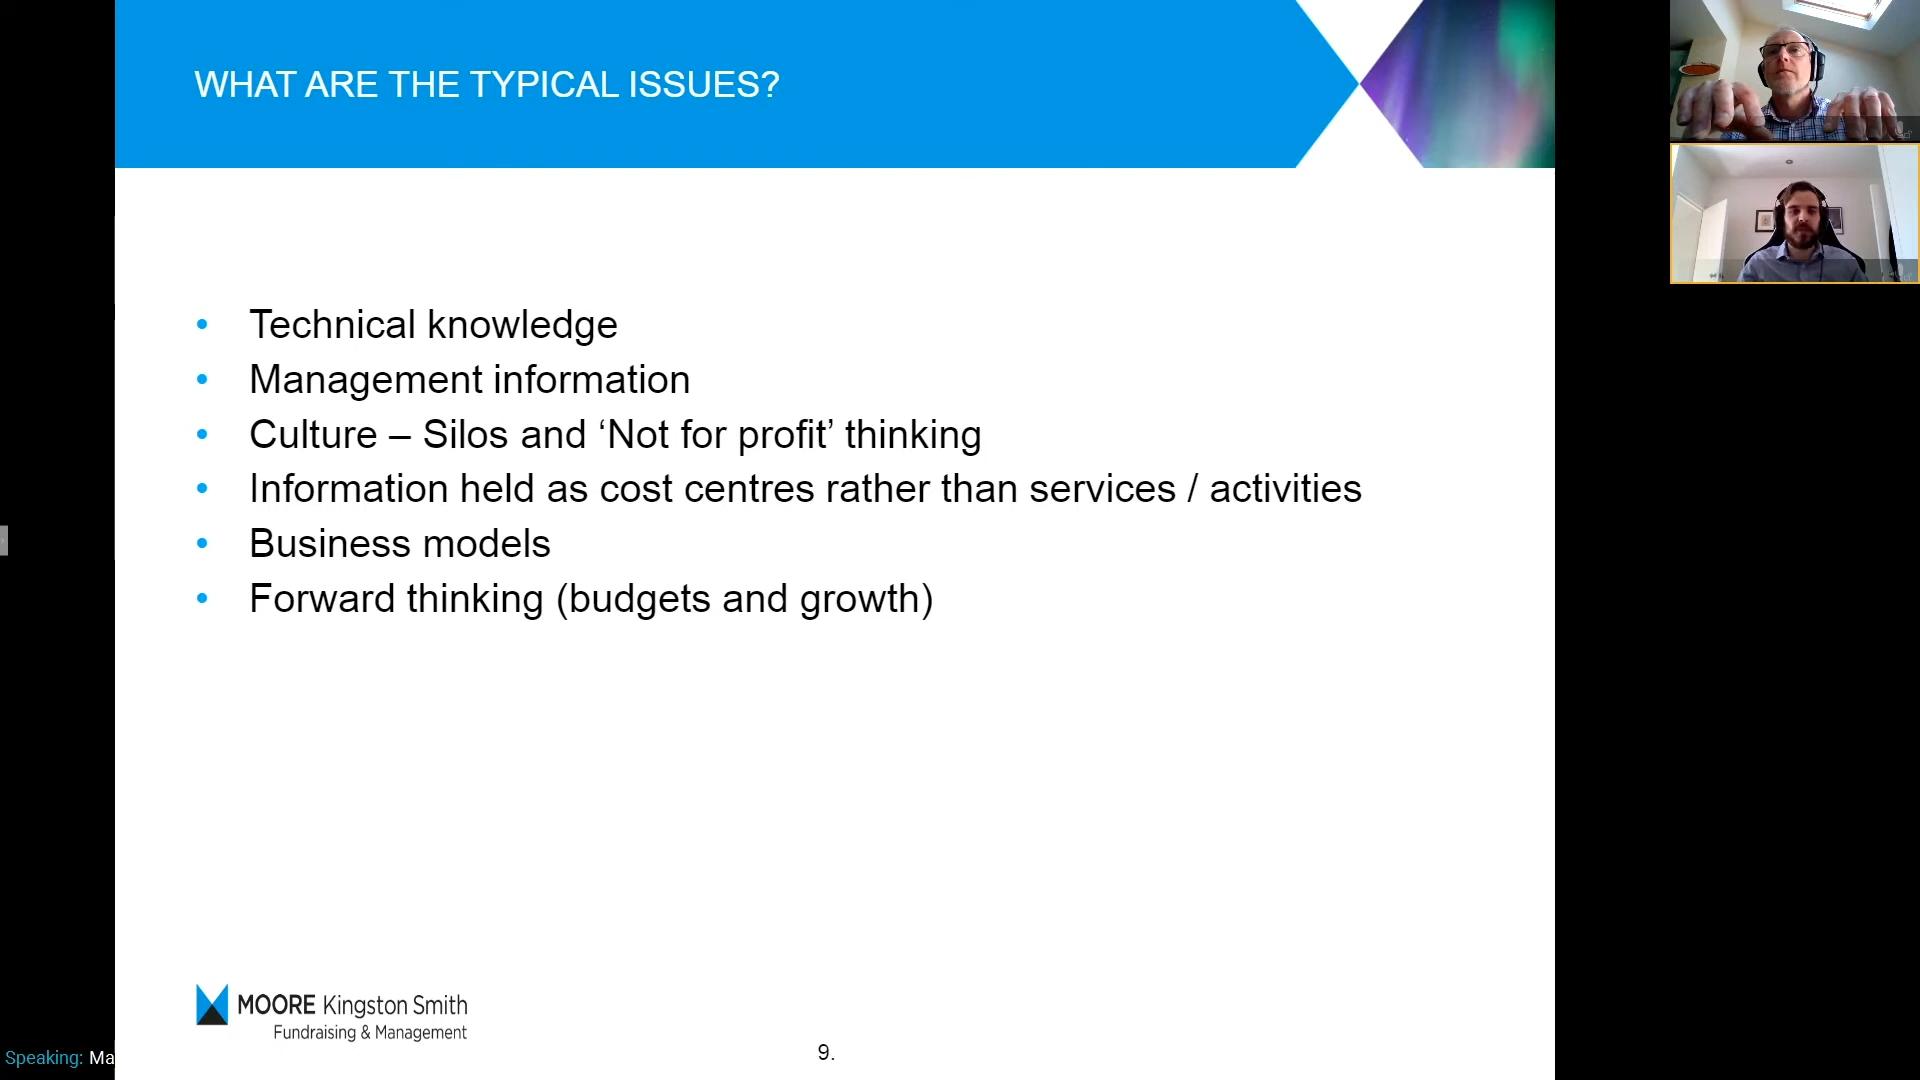 WHAT ARE THE TYPICAL ISSUES?
• Technical knowledge
• Management information
• Culture – Silos and ‘Not for profit’ thinking
• Information held as cost centres rather than services / activities
• Business models
• Forward thinking (budgets and growth)
MOORE Kingston Smith
Fundraising & Management
9.
Speaking: Ma